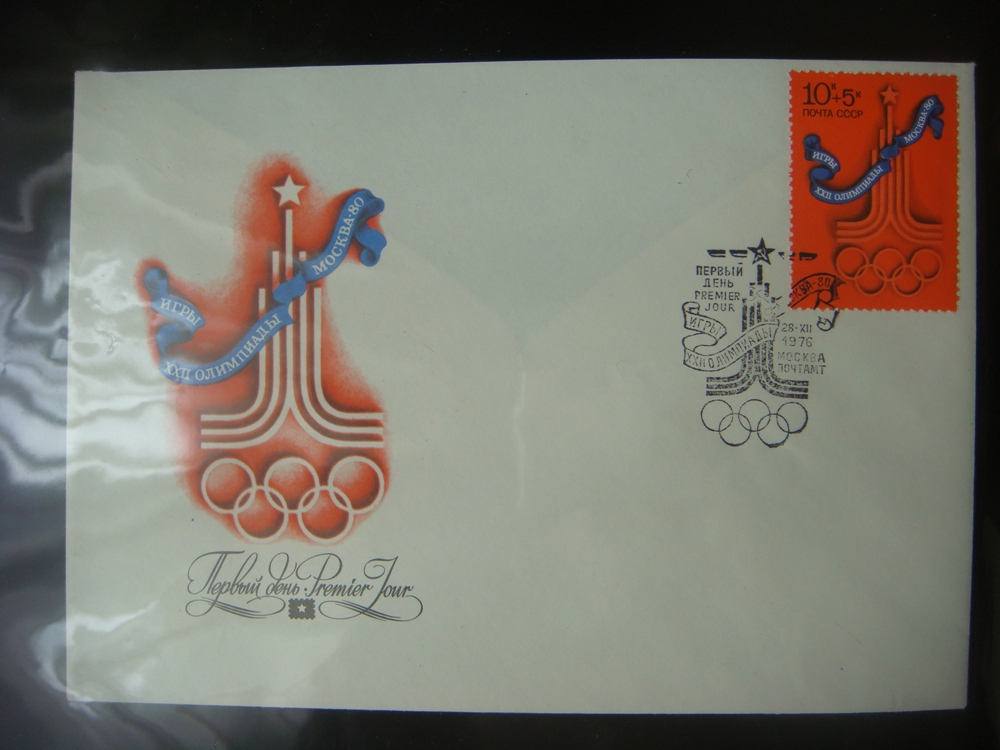 10к+5к
ПОЧТА СССР
ИГРЫ
XXII ОЛИМПИАДЫ
МОСКВА-80
ИГРЫ
XXII ОЛИМПИАДЫ
МОСКВА-80
ПЕРВЫЙ
ДЕНЬ
PREMIER
JOUR
ИГРЫ
XXII ОЛИМПИАДЫ
28-XII
1976
МОСКВА
ПОЧТАМТ
Первый день · Premier Jour